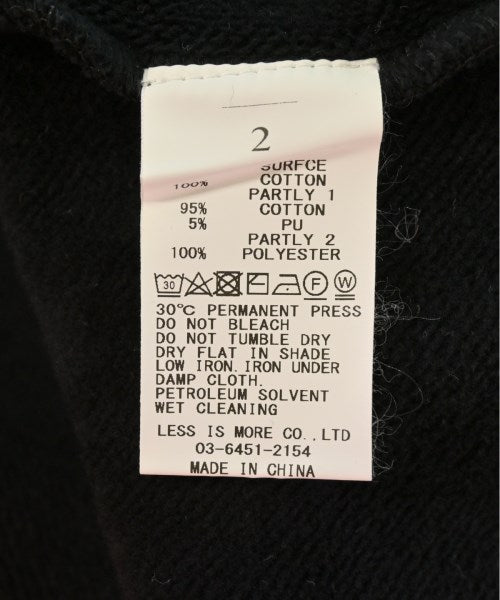 2
SURFCE
100% COTTON
PARTLY 1
95% COTTON
5% PU
PARTLY 2
100% POLYESTER
30 F W
30℃ PERMANENT PRESS
DO NOT BLEACH
DO NOT TUMBLE DRY
DRY FLAT IN SHADE
LOW IRON.IRON UNDER
DAMP CLOTH.
PETROLEUM SOLVENT
WET CLEANING
LESS IS MORE CO.,LTD
03-6451-2154
MADE IN CHINA